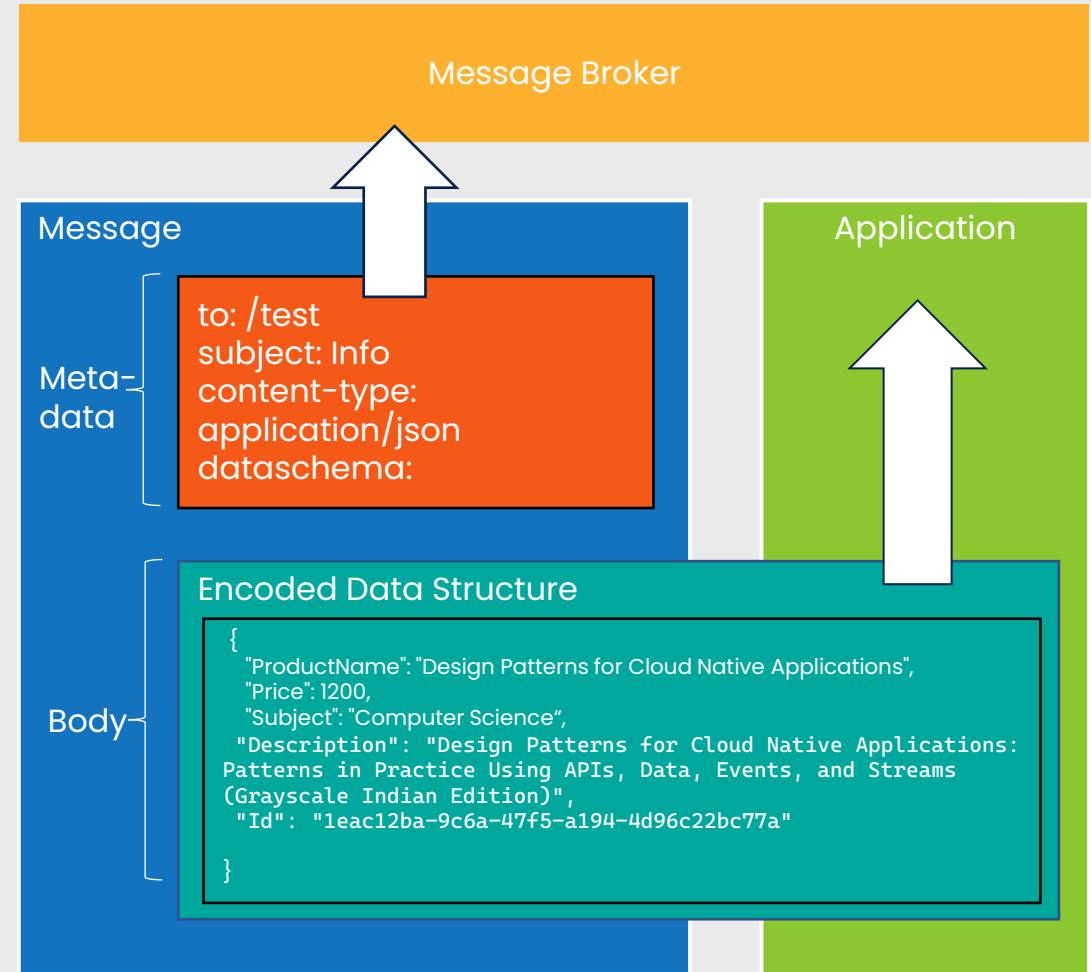 Message Broker
Message
Application
Meta-
data
to: /test
subject: Info
content-type:
application/json
dataschema:
Body
Encoded Data Structure
{
"ProductName": "Design Patterns for Cloud Native Applications",
"Price": 1200,
"Subject": "Computer Science“,
"Description": "Design Patterns for Cloud Native Applications:
Patterns in Practice Using APIs, Data, Events, and Streams
(Grayscale Indian Edition)",
"Id": "1eac12ba-9c6a-47f5-a194-4d96c22bc77a"
}